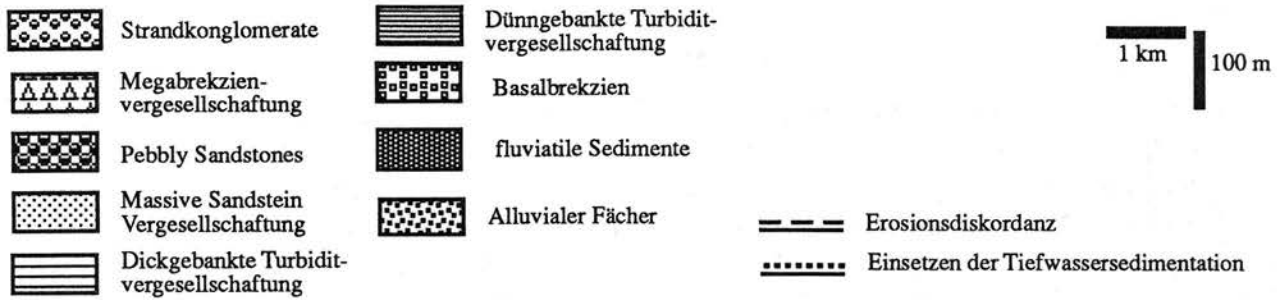 Strandkonglomerate
Megabrekzien-
vergesellschaftung
Pebbly Sandstones
Massive Sandstein
Vergesellschaftung
Dickgebankte Turbidit-
vergesellschaftung
Dünngebankte Turbidit-
vergesellschaftung
Basalbrekzien
fluviatile Sedimente
Alluvialer Fächer
1 km
100 m
Erosionsdiskordanz
Einsetzen der Tiefwassersedimentation